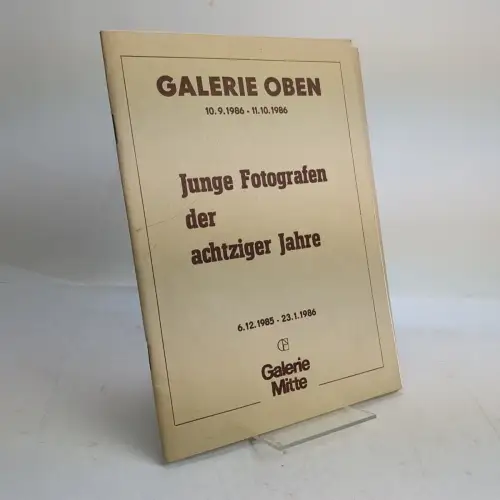 GALERIE OBEN
10.9.1986 - 11.10.1986
Junge Fotografen
der
achtziger Jahre
6.12.1985 - 23.1.1986
Galerie
Mitte